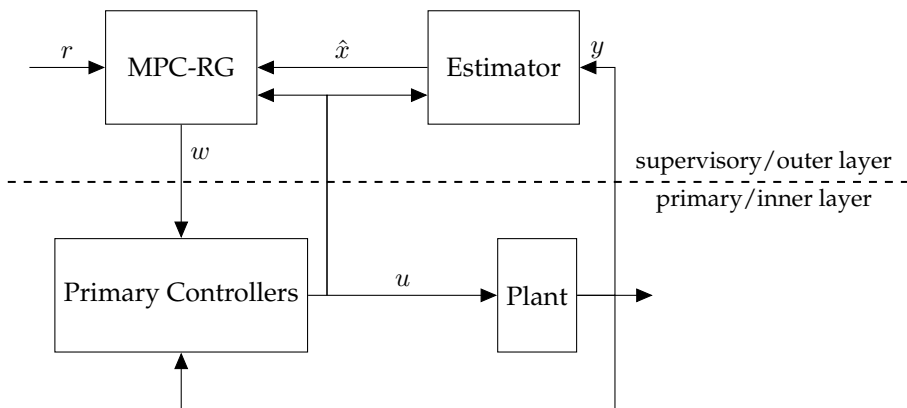 r
MPC-RG
x̂
Estimator
y
w
supervisory/outer layer
primary/inner layer
Primary Controllers
u
Plant